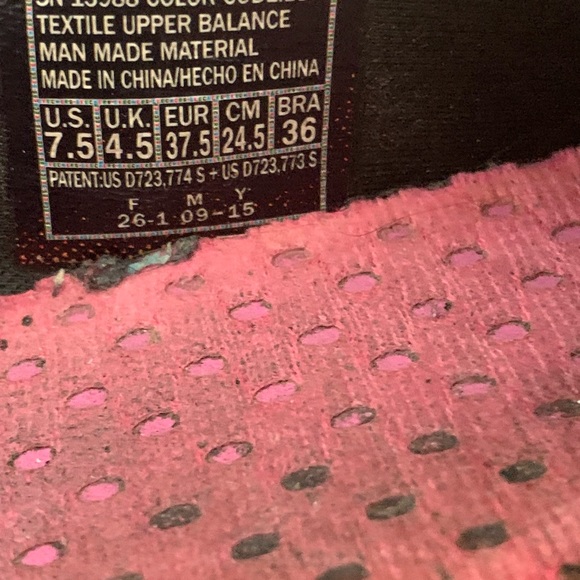 TEXTILE UPPER BALANCE
MAN MADE MATERIAL
MADE IN CHINA/HECHO EN CHINA
U.S. U.K. EUR CM BRA
7.5 4.5 37.5 24.5 36
PATENT:US D723,774 S + US D723,773 S
F M Y
26-1 09-15